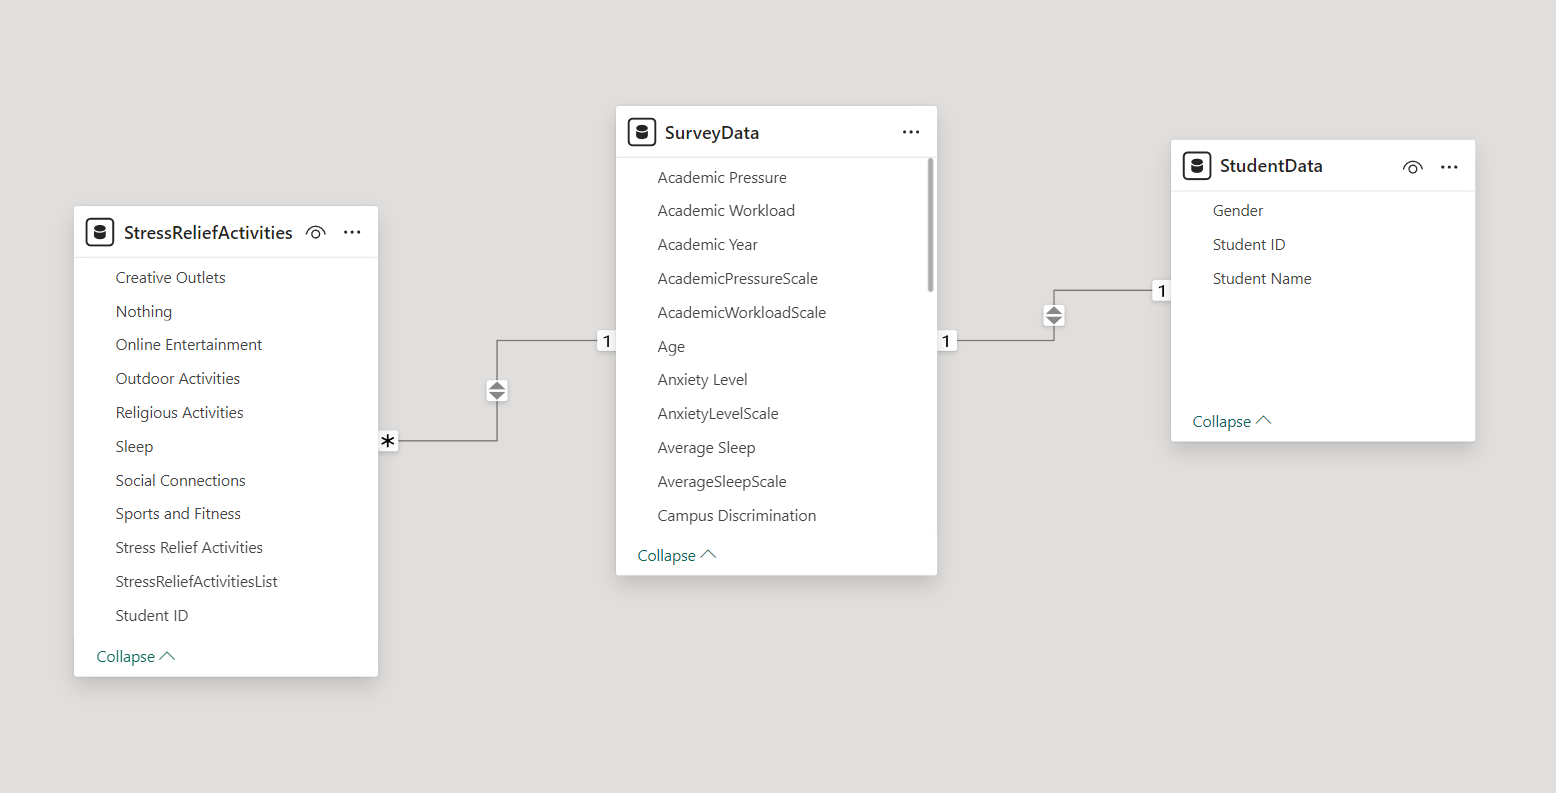 StressReliefActivities
Creative Outlets
Nothing
Online Entertainment
Outdoor Activities
Religious Activities
Sleep
Social Connections
Sports and Fitness
Stress Relief Activities
StressReliefActivitiesList
Student ID
Collapse
*
1
SurveyData
Academic Pressure
Academic Workload
Academic Year
AcademicPressureScale
AcademicWorkloadScale
Age
Anxiety Level
AnxietyLevelScale
Average Sleep
AverageSleepScale
Campus Discrimination
Collapse
1
1
StudentData
Gender
Student ID
Student Name
Collapse